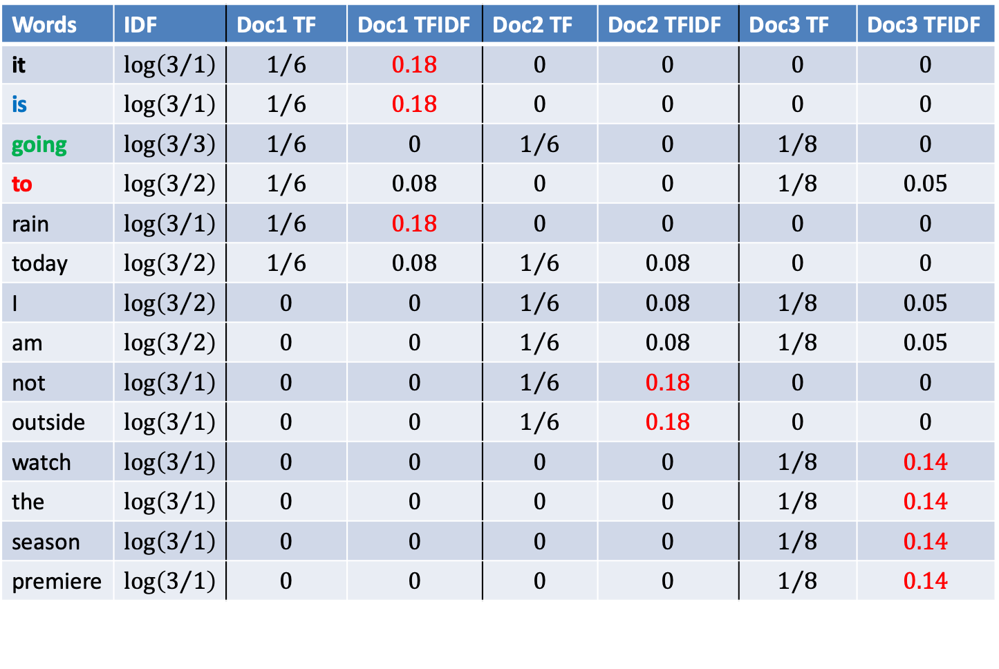 Words IDF Doc1 TF Doc1 TFIDF Doc2 TF Doc2 TFIDF Doc3 TF Doc3 TFIDF
it log(3/1) 1/6 0.18 0 0 0 0
is log(3/1) 1/6 0.18 0 0 0 0
going log(3/3) 1/6 0 1/6 0 1/8 0
to log(3/2) 1/6 0.08 0 0 1/8 0.05
rain log(3/1) 1/6 0.18 0 0 0 0
today log(3/2) 1/6 0.08 1/6 0.08 0 0
I log(3/2) 0 0 1/6 0.08 1/8 0.05
am log(3/2) 0 0 1/6 0.08 1/8 0.05
not log(3/1) 0 0 1/6 0.18 0 0
outside log(3/1) 0 0 1/6 0.18 0 0
watch log(3/1) 0 0 0 0 1/8 0.14
the log(3/1) 0 0 0 0 1/8 0.14
season log(3/1) 0 0 0 0 1/8 0.14
premiere log(3/1) 0 0 0 0 1/8 0.14